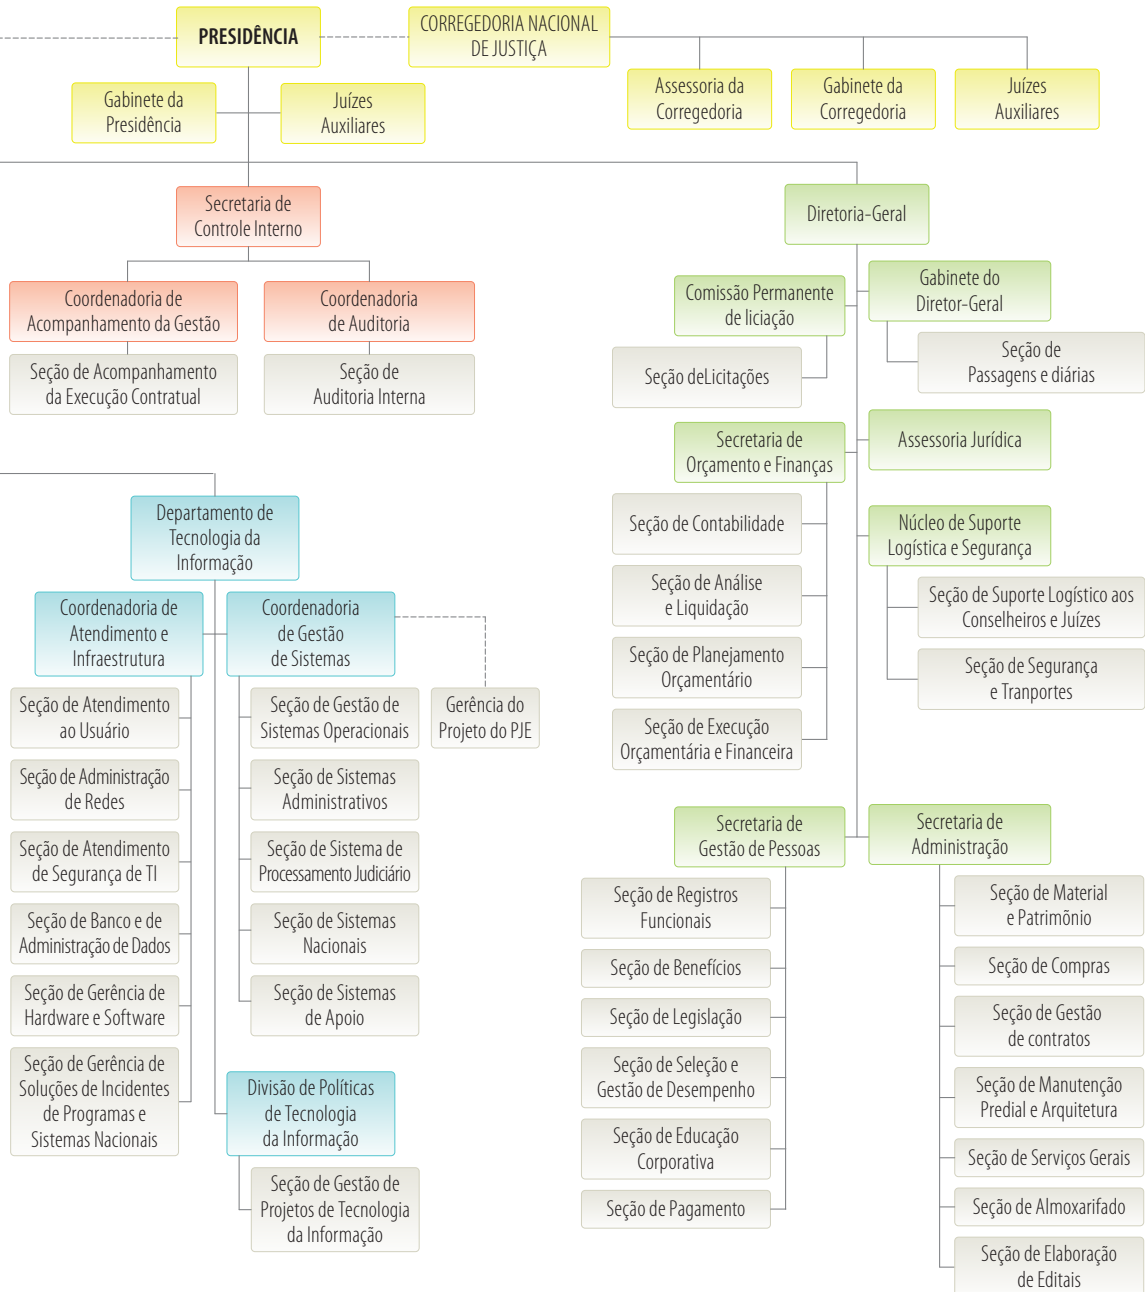 PRESIDÊNCIA
CORREGEDORIA NACIONAL
DE JUSTIÇA
Gabinete da
Presidência
Juízes
Auxiliares
Assessoria da
Corregedoria
Gabinete da
Corregedoria
Juízes
Auxiliares
Secretaria de
Controle Interno
Coordenadoria de
Acompanhamento da Gestão
Coordenadoria
de Auditoria
Seção de Acompanhamento
da Execução Contratual
Seção de
Auditoria Interna
Diretoria-Geral
Comissão Permanente
de liciação
Gabinete do
Diretor-Geral
Seção deLicitações
Seção de
Passagens e diárias
Secretaria de
Orçamento e Finanças
Assessoria Jurídica
Seção de Contabilidade
Seção de Análise
e Liquidação
Seção de Planejamento
Orçamentário
Seção de Execução
Orçamentária e Financeira
Núcleo de Suporte
Logística e Segurança
Seção de Suporte Logístico aos
Conselheiros e Juízes
Seção de Segurança
e Tranportes
Departamento de
Tecnologia da
Informação
Coordenadoria de
Atendimento e
Infraestrutura
Coordenadoria
de Gestão
de Sistemas
Seção de Atendimento
ao Usuário
Seção de Administração
de Redes
Seção de Atendimento
de Segurança de TI
Seção de Banco e de
Administração de Dados
Seção de Gerência de
Hardware e Software
Seção de Gerência de
Soluções de Incidentes
de Programas e
Sistemas Nacionais
Seção de Gestão de
Sistemas Operacionais
Gerência do
Projeto do PJE
Seção de Sistemas
Administrativos
Seção de Sistema de
Processamento Judiciário
Seção de Sistemas
Nacionais
Seção de Sistemas
de Apoio
Divisão de Políticas
de Tecnologia
da Informação
Seção de Gestão de
Projetos de Tecnologia
da Informação
Secretaria de
Gestão de Pessoas
Secretaria de
Administração
Seção de Registros
Funcionais
Seção de Benefícios
Seção de Legislação
Seção de Seleção e
Gestão de Desempenho
Seção de Educação
Corporativa
Seção de Pagamento
Seção de Material
e Patrimõnio
Seção de Compras
Seção de Gestão
de contratos
Seção de Manutenção
Predial e Arquitetura
Seção de Serviços Gerais
Seção de Almoxarifado
Seção de Elaboração
de Editais